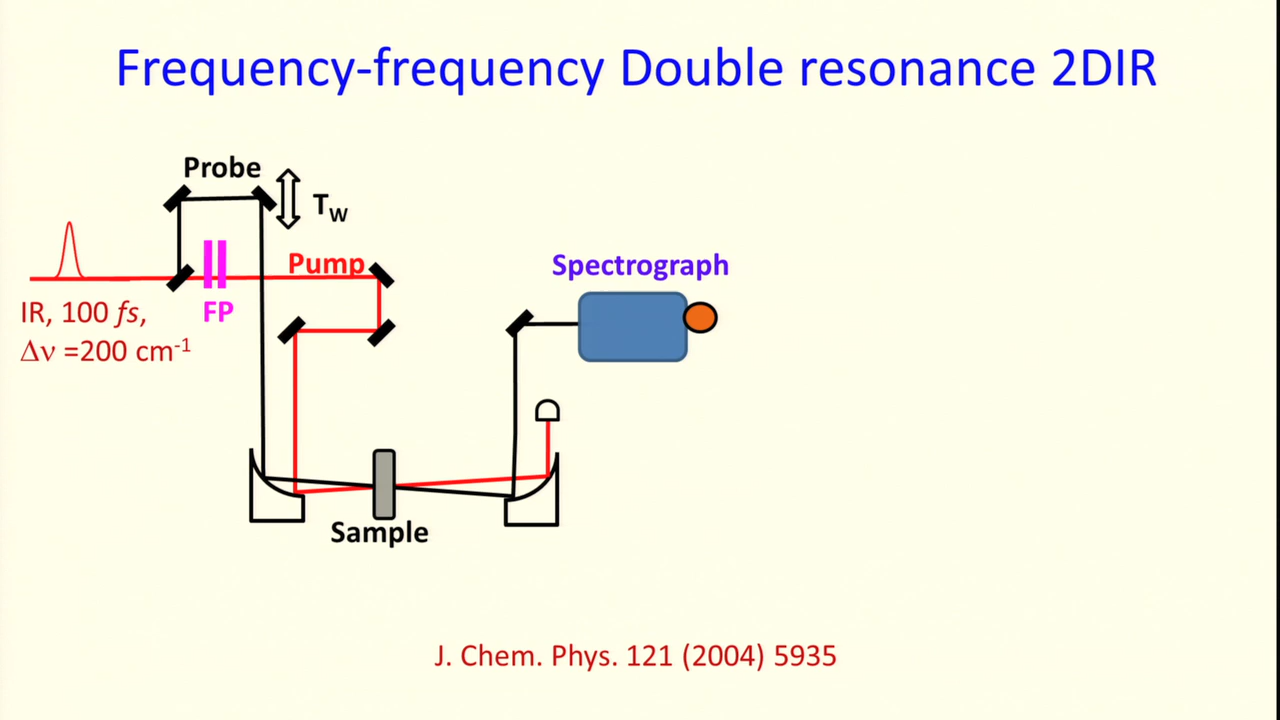 Frequency-frequency Double resonance 2DIR
Probe
T_W
Pump
Spectrograph
IR, 100 fs,
FP
Δν =200 cm⁻¹
Sample
J. Chem. Phys. 121 (2004) 5935